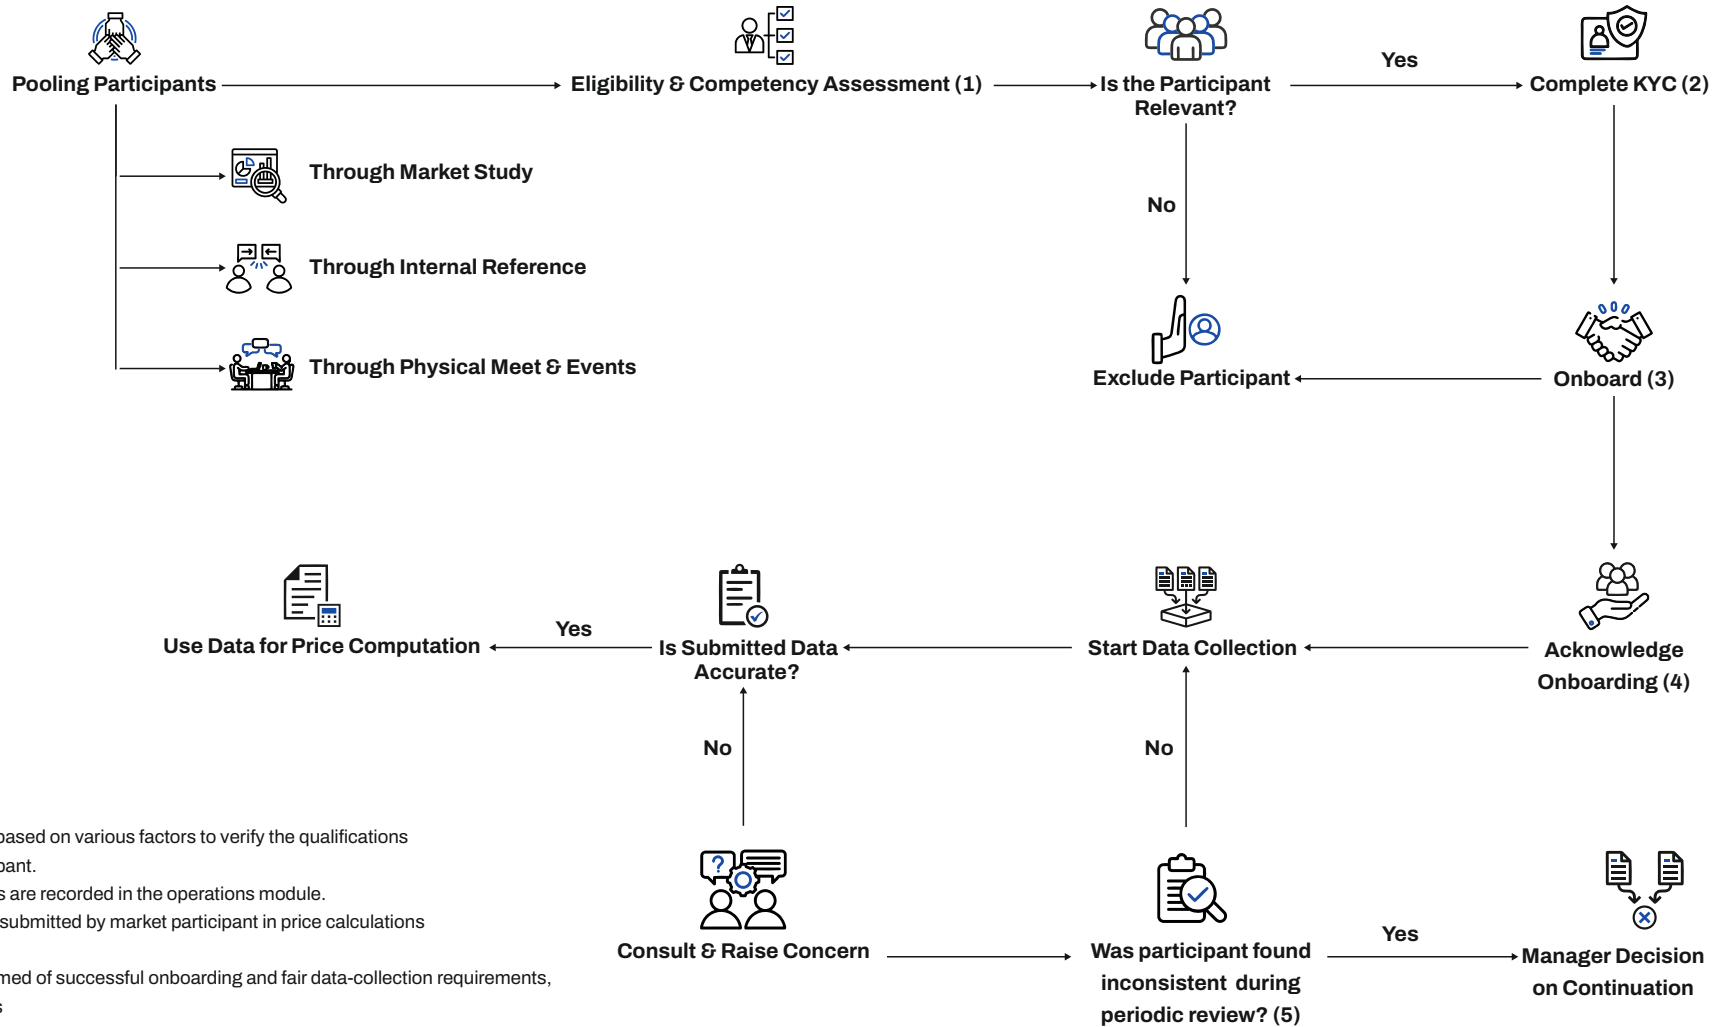 Pooling Participants
Eligibility & Competency Assessment (1)
Is the Participant
Relevant?
Yes
Complete KYC (2)
Through Market Study
No
Through Internal Reference
Through Physical Meet & Events
Exclude Participant
Onboard (3)
Use Data for Price Computation
Yes
Is Submitted Data
Accurate?
Start Data Collection
Acknowledge
Onboarding (4)
No
No
based on various factors to verify the qualifications
pant.
s are recorded in the operations module.
submitted by market participant in price calculations
med of successful onboarding and fair data-collection requirements,
s
Consult & Raise Concern
Was participant found
inconsistent during
periodic review? (5)
Yes
Manager Decision
on Continuation